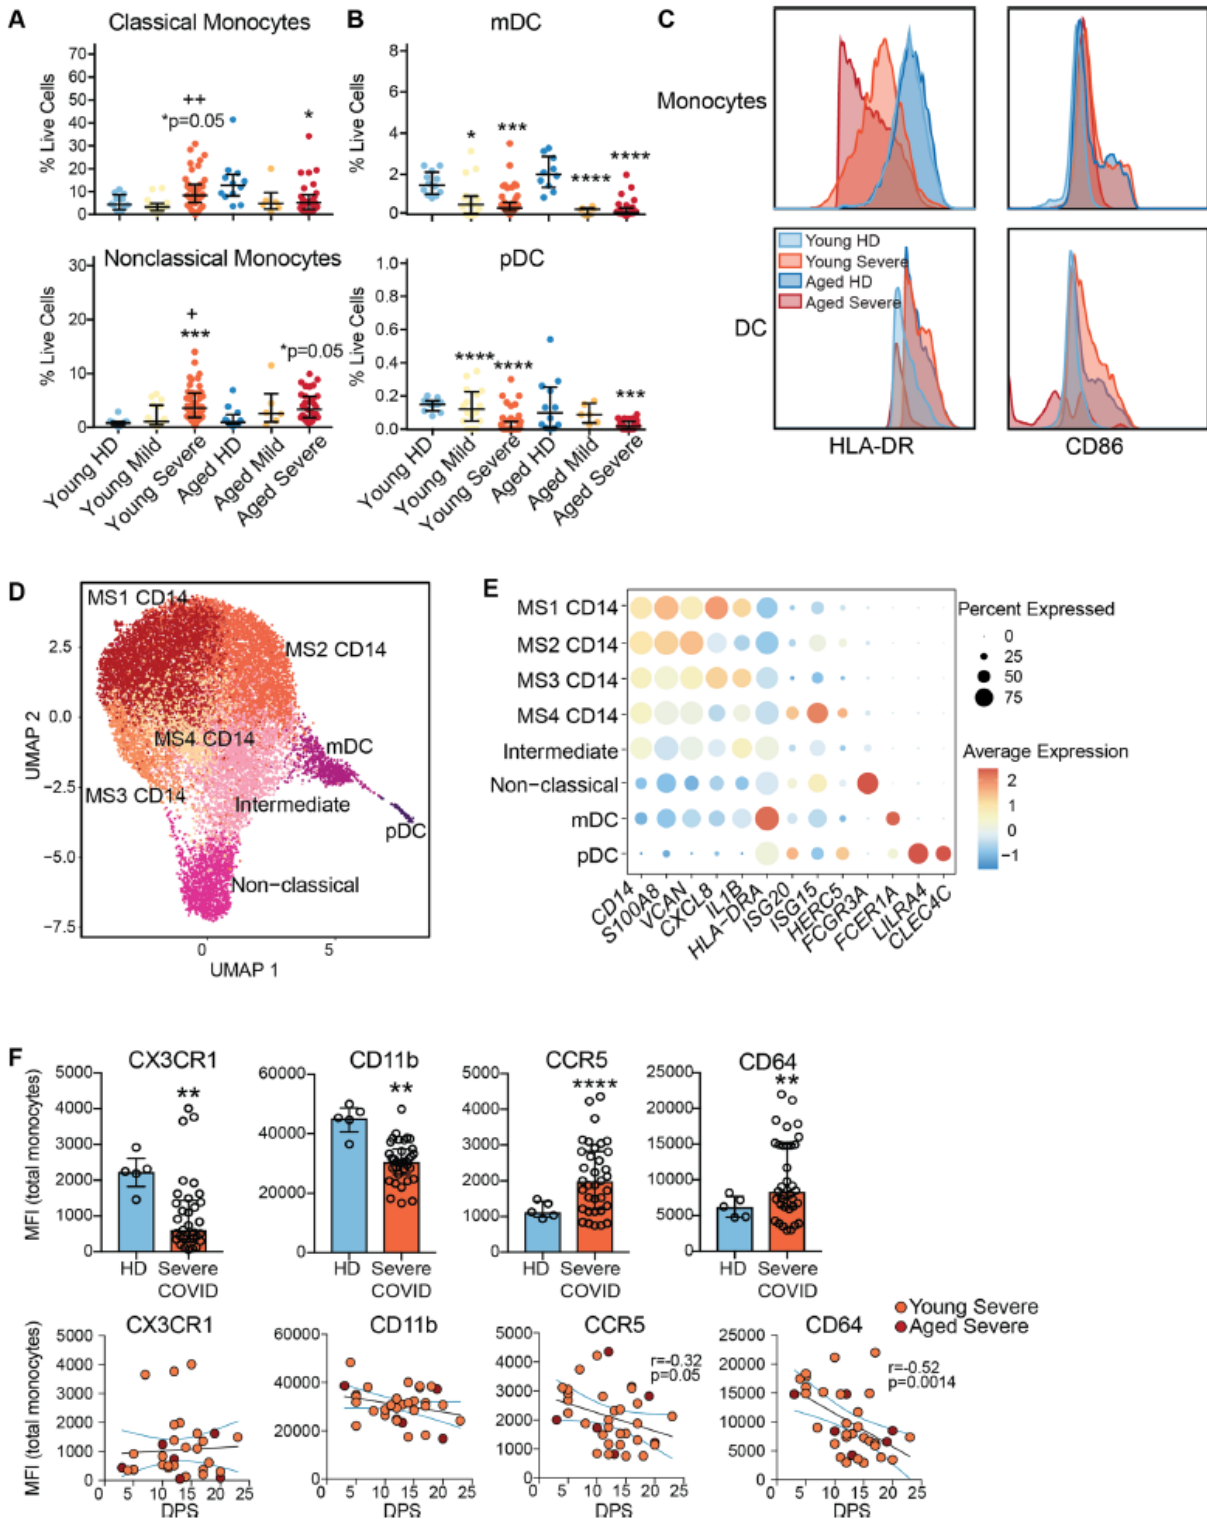 A
Classical Monocytes
% Live Cells
70
60
50
40
30
20
10
0
++
*p=0.05
*
Nonclassical Monocytes
% Live Cells
30
20
10
0
+
***
*p=0.05
Young HD
Young Mild
Young Severe
Aged HD
Aged Mild
Aged Severe
B
mDC
% Live Cells
8
6
4
2
0
*
***
****
****
pDC
% Live Cells
1.0
0.8
0.6
0.4
0.2
0.0
****
****
***
Young HD
Young Mild
Young Severe
Aged HD
Aged Mild
Aged Severe
C
Monocytes
DC
Young HD
Young Severe
Aged HD
Aged Severe
HLA-DR
CD86
D
MS1 CD14
MS2 CD14
MS4 CD14
mDC
MS3 CD14
Intermediate
pDC
Non-classical
UMAP 2
2.5
0.0
−2.5
−5.0
−7.5
0
5
UMAP 1
E
MS1 CD14
MS2 CD14
MS3 CD14
MS4 CD14
Intermediate
Non−classical
mDC
pDC
CD14
S100A8
VCAN
CXCL8
IL1B
HLA−DRA
ISG20
ISG15
HERC5
FCGR3A
FCER1A
LILRA4
CLEC4C
Percent Expressed
0
25
50
75
Average Expression
2
1
0
−1
F
CX3CR1
MFI (total monocytes)
5000
4000
3000
2000
1000
0
**
HD
Severe
COVID
CD11b
60000
40000
20000
0
**
HD
Severe
COVID
CCR5
5000
4000
3000
2000
1000
0
****
HD
Severe
COVID
CD64
25000
20000
15000
10000
5000
0
**
HD
Severe
COVID
Young Severe
Aged Severe
CX3CR1
MFI (total monocytes)
5000
4000
3000
2000
1000
0
0 5 10 15 20 25
DPS
CD11b
60000
40000
20000
0
0 5 10 15 20 25
DPS
CCR5
5000
4000
3000
2000
1000
0
r=-0.32
p=0.05
0 5 10 15 20 25
DPS
CD64
25000
20000
15000
10000
5000
0
r=-0.52
p=0.0014
0 5 10 15 20 25
DPS